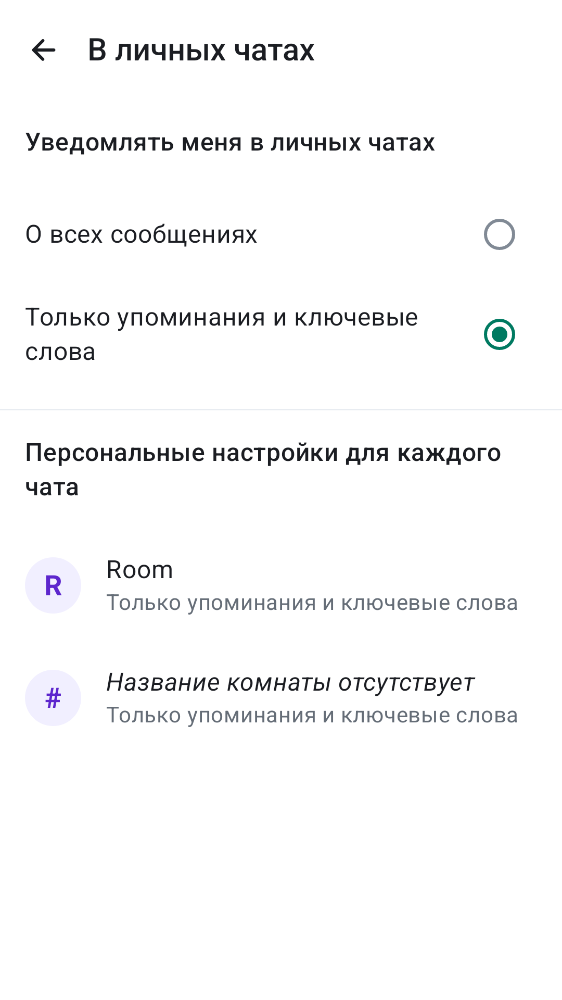 В личных чатах
Уведомлять меня в личных чатах
О всех сообщениях
Только упоминания и ключевые
слова
Персональные настройки для каждого
чата
R
Room
Только упоминания и ключевые слова
#
Название комнаты отсутствует
Только упоминания и ключевые слова